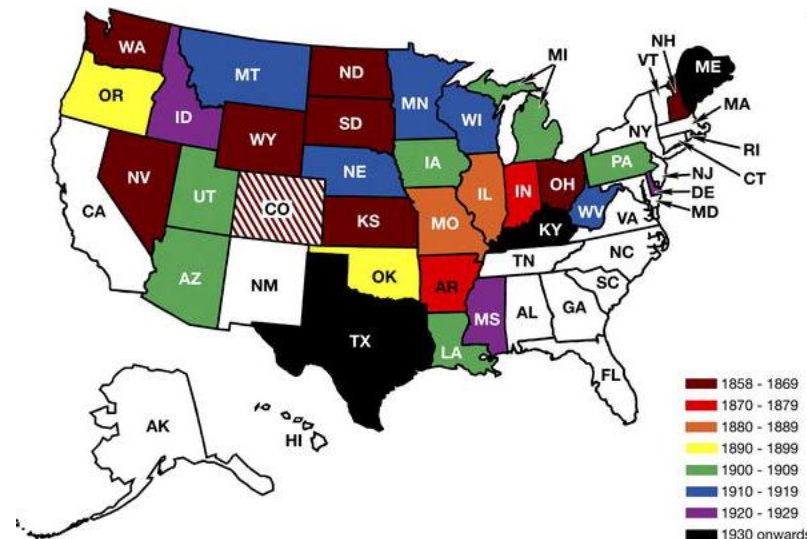 NH
VT
ME
WA
MT
ND
MN
MI
OR
ID
WY
SD
WI
NY
MA
RI
CT
NJ
DE
MD
NV
UT
CO
NE
IA
IL
IN
OH
PA
WV
VA
CA
KS
MO
KY
AZ
NM
OK
AR
TN
NC
SC
TX
LA
MS
AL
GA
FL
AK
HI
1858 - 1869
1870 - 1879
1880 - 1889
1890 - 1899
1900 - 1909
1910 - 1919
1920 - 1929
1930 onwards